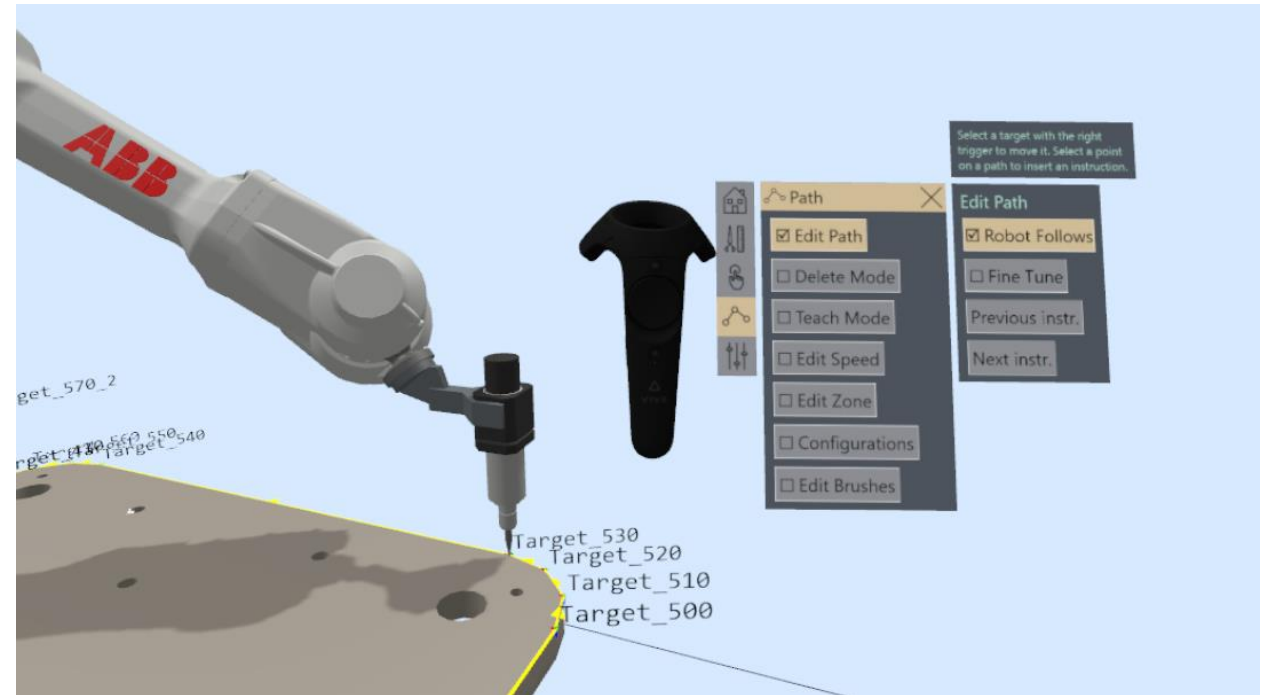 ABB
Select a target with the right
trigger to move it. Select a point
on a path to insert an instruction.
Path
Edit Path
Delete Mode
Teach Mode
Edit Speed
Edit Zone
Configurations
Edit Brushes
Edit Path
Robot Follows
Fine Tune
Previous instr.
Next instr.
VIVE
get_570_2
Target_540
Target_530
Target_520
Target_510
Target_500